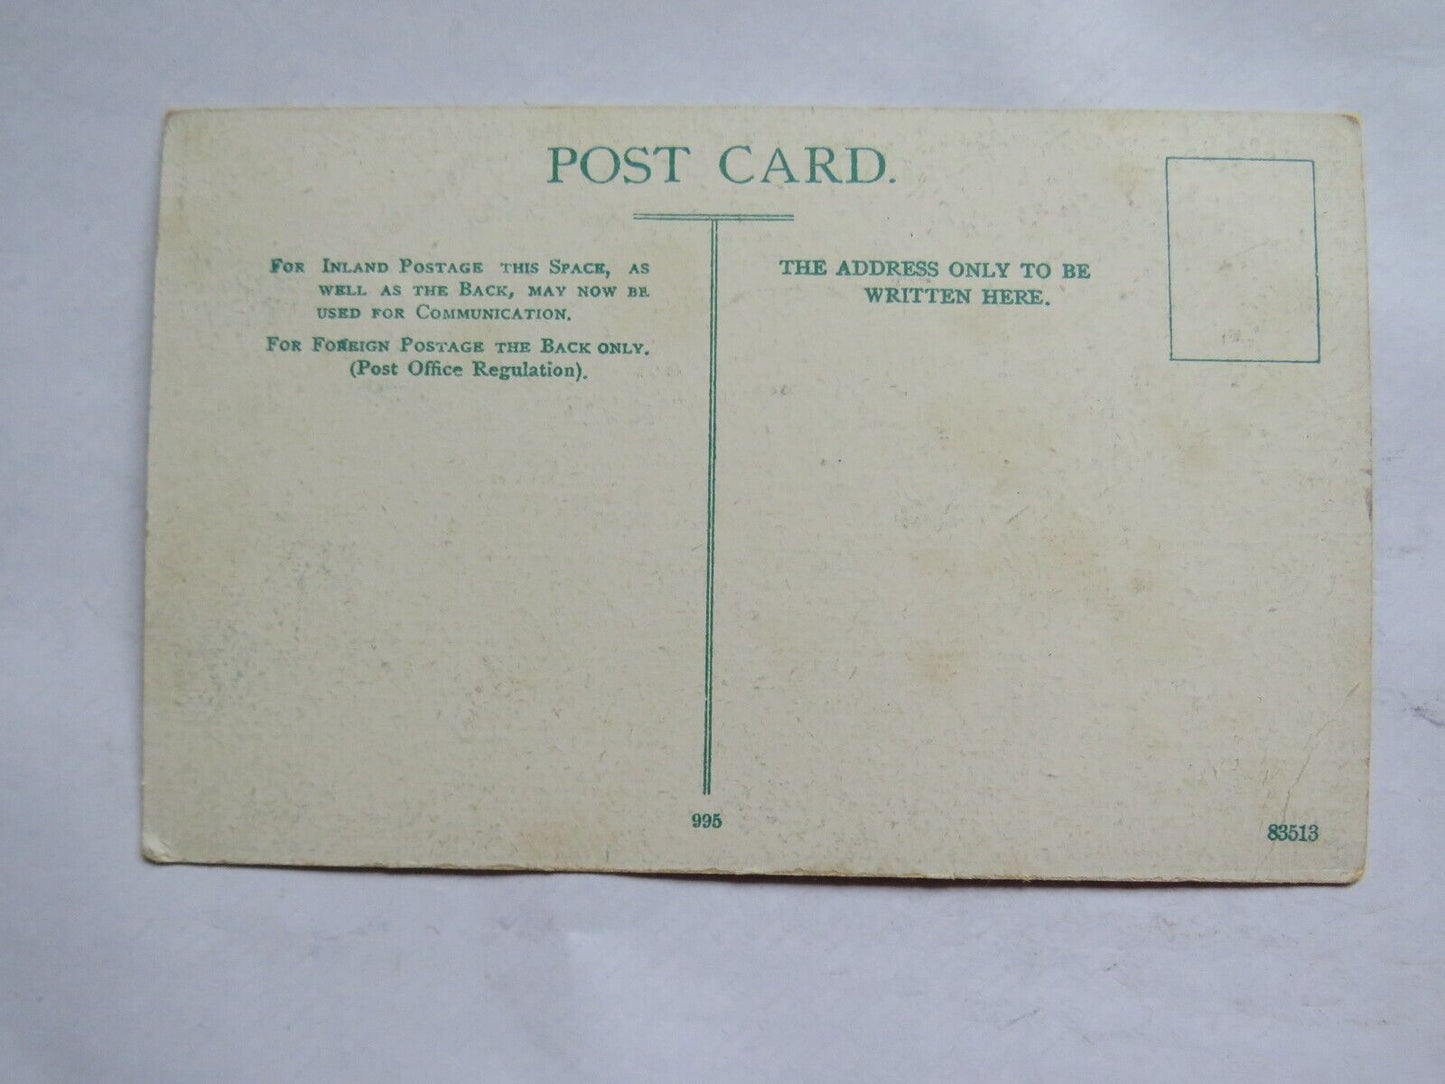 POST CARD.
For Inland Postage this Space, as
well as the Back, may now be
used for Communication.
For Foreign Postage the Back only.
(Post Office Regulation).
THE ADDRESS ONLY TO BE
WRITTEN HERE.
995
83513